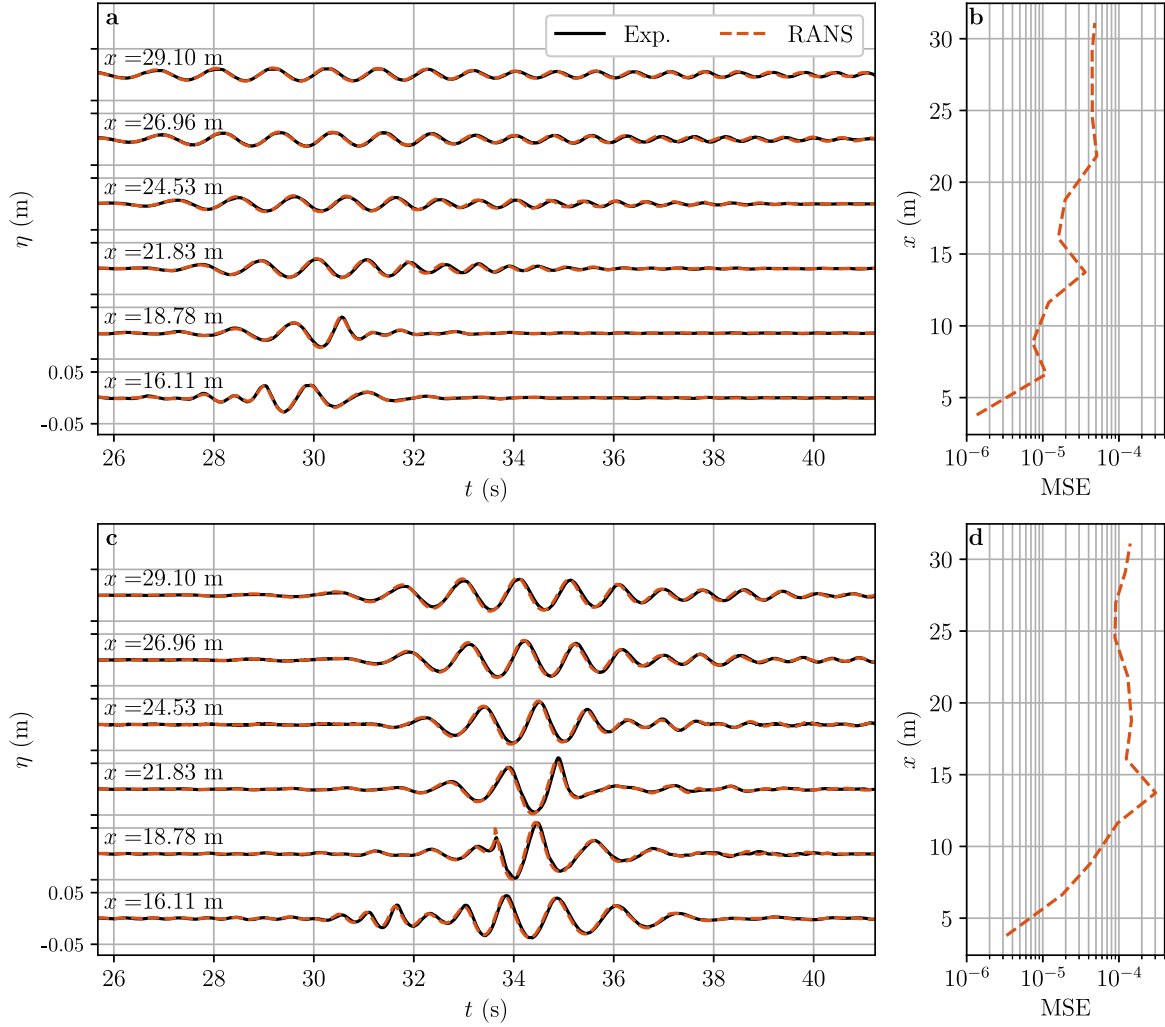 a
Exp.
RANS
x =29.10 m
x =26.96 m
x =24.53 m
x =21.83 m
x =18.78 m
x =16.11 m
0.05
-0.05
η (m)
26 28 30 32 34 36 38 40
t (s)
b
30
25
20
15
10
5
x (m)
10⁻⁶ 10⁻⁵ 10⁻⁴
MSE
c
x =29.10 m
x =26.96 m
x =24.53 m
x =21.83 m
x =18.78 m
x =16.11 m
0.05
-0.05
η (m)
26 28 30 32 34 36 38 40
t (s)
d
30
25
20
15
10
5
x (m)
10⁻⁶ 10⁻⁵ 10⁻⁴
MSE